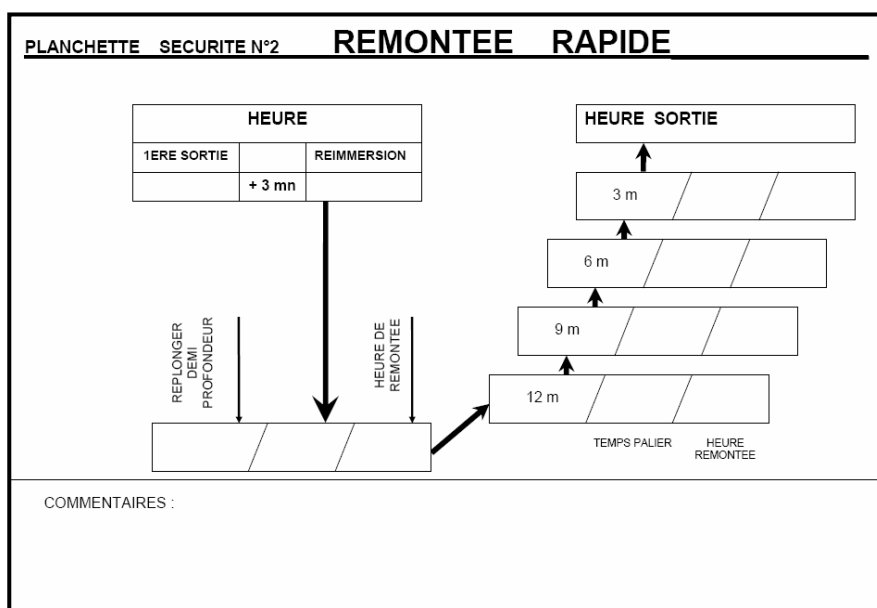 PLANCHETTE SECURITE N°2 REMONTEE RAPIDE
HEURE
1ERE SORTIE REIMMERSION
+ 3 mn
HEURE SORTIE
3 m
6 m
9 m
12 m
TEMPS PALIER
HEURE
REMONTEE
REPLONGER
DEMI
PROFONDEUR
HEURE DE
REMONTEE
COMMENTAIRES :